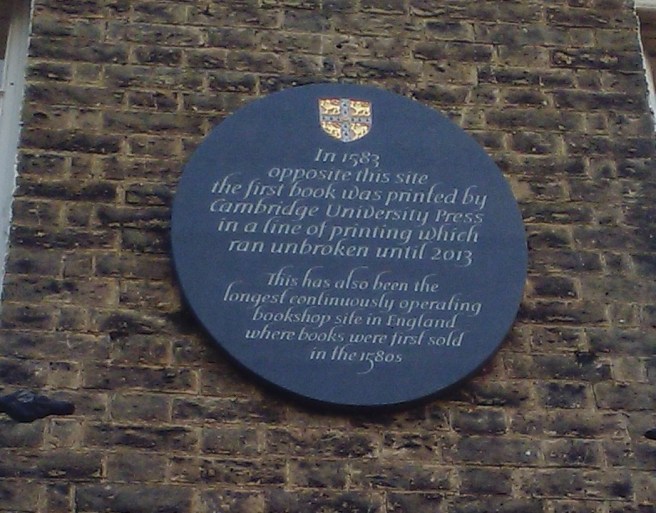 In 1583
opposite this site
the first book was printed by
Cambridge University Press
in a line of printing which
ran unbroken until 2013
This has also been the
longest continuously operating
bookshop site in England
where books were first sold
in the 1580s